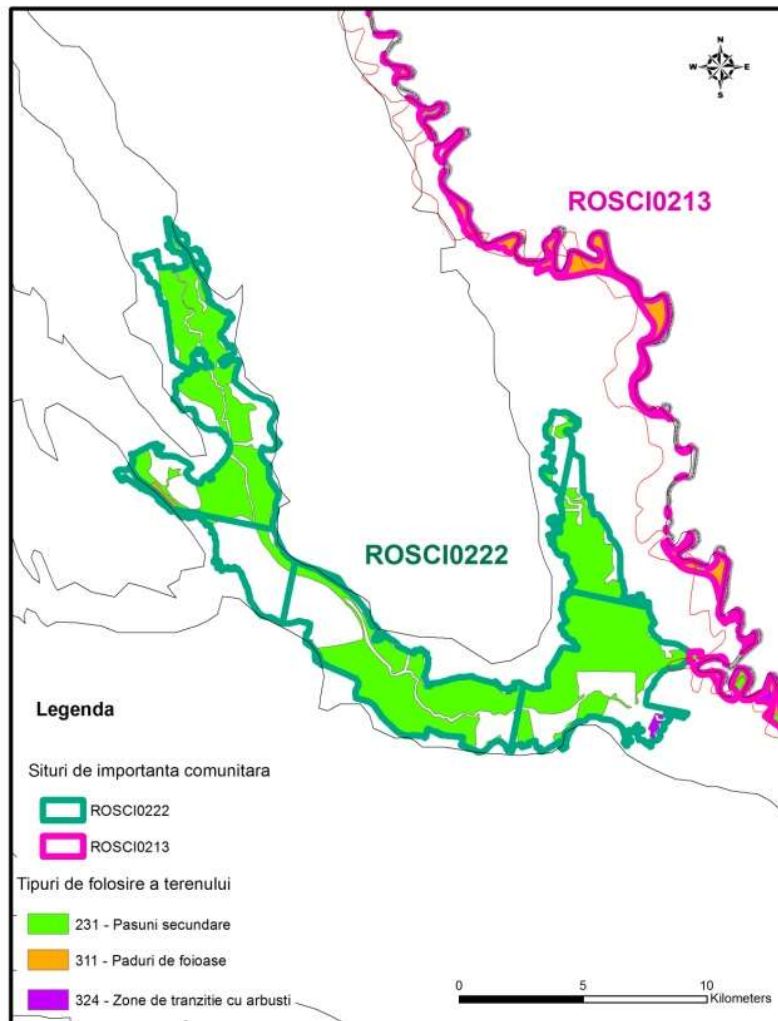 N
W E
S
ROSCI0213
ROSCI0222
Legenda
Situri de importanta comunitara
ROSCI0222
ROSCI0213
Tipuri de folosire a terenului
231 - Pasuni secundare
311 - Paduri de foioase
324 - Zone de tranzitie cu arbusti
0 5 10
Kilometers